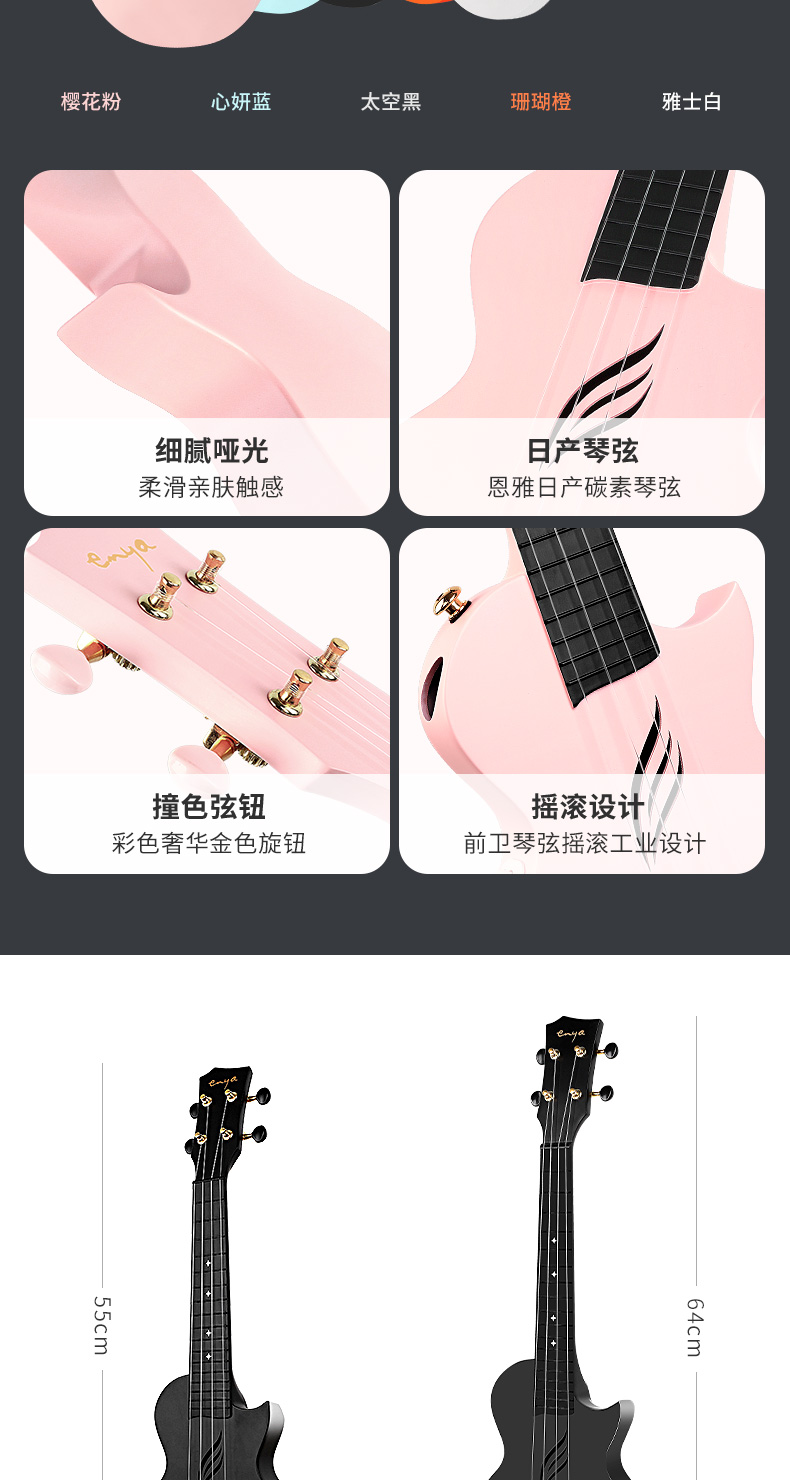 樱花粉
心妍蓝
太空黑
珊瑚橙
雅士白
细腻哑光
柔滑亲肤触感
日产琴弦
恩雅日产碳素琴弦
enya
撞色弦钮
彩色奢华金色旋钮
摇滚设计
前卫琴弦摇滚工业设计
enya
enya
55cm
64cm